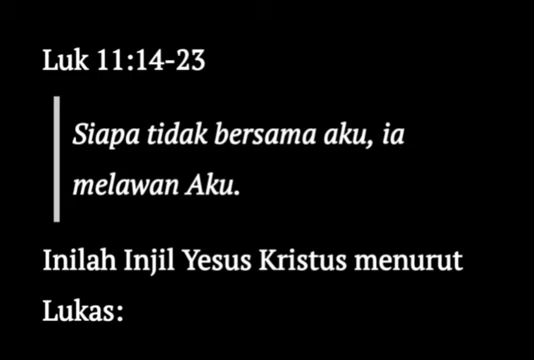 Luk 11:14-23
Siapa tidak bersama aku, ia
melawan Aku.
Inilah Injil Yesus Kristus menurut
Lukas: